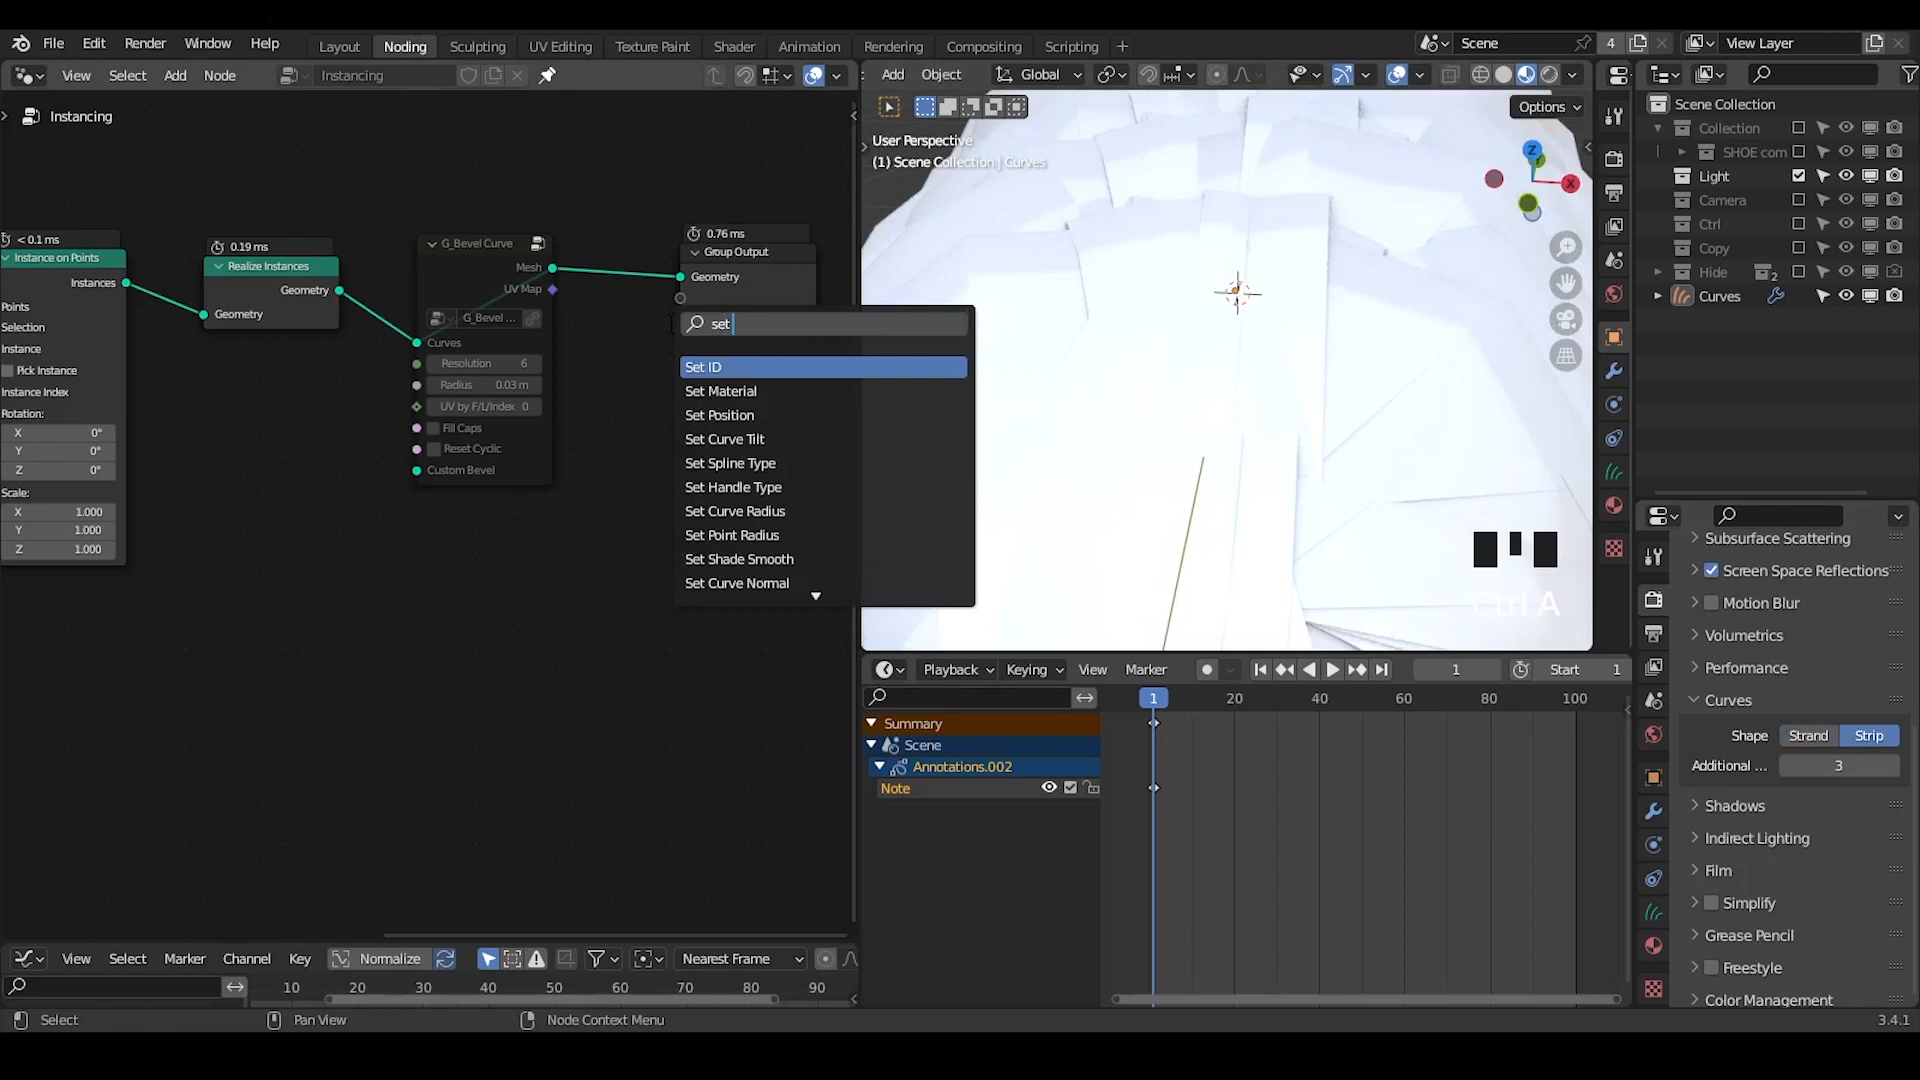 File Edit Render Window Help Layout Noding Sculpting UV Editing Texture Paint Shader Animation Rendering Compositing Scripting Scene 4 View Layer
View Select Add Node Instancing
Add Object Global
Options
Instancing
User Perspective
(1) Scene Collection | Curves
Z
X
Scene Collection
Collection
SHOE com
Light
Camera
Ctrl
Copy
Hide 2
Curves
< 0.1 ms
Instance on Points
Instances
Points
Selection
Instance
Pick Instance
Instance Index
Rotation:
X 0°
Y 0°
Z 0°
Scale:
X 1.000
Y 1.000
Z 1.000
0.19 ms
Realize Instances
Geometry
Geometry
G_Bevel Curve
Mesh
UV Map
G_Bevel ...
Curves
Resolution 6
Radius 0.03 m
UV by F/L/Index 0
Fill Caps
Reset Cyclic
Custom Bevel
0.76 ms
Group Output
Geometry
set
Set ID
Set Material
Set Position
Set Curve Tilt
Set Spline Type
Set Handle Type
Set Curve Radius
Set Point Radius
Set Shade Smooth
Set Curve Normal
Ctrl A
Playback Keying View Marker 1 Start 1
1 20 40 60 80 100
Summary
Scene
Annotations.002
Note
Subsurface Scattering
Screen Space Reflections
Motion Blur
Volumetrics
Performance
Curves
Shape Strand Strip
Additional ... 3
Shadows
Indirect Lighting
Film
Simplify
Grease Pencil
Freestyle
Color Management
View Select Marker Channel Key Normalize Nearest Frame
10 20 30 40 50 60 70 80 90
Select Pan View Node Context Menu 3.4.1